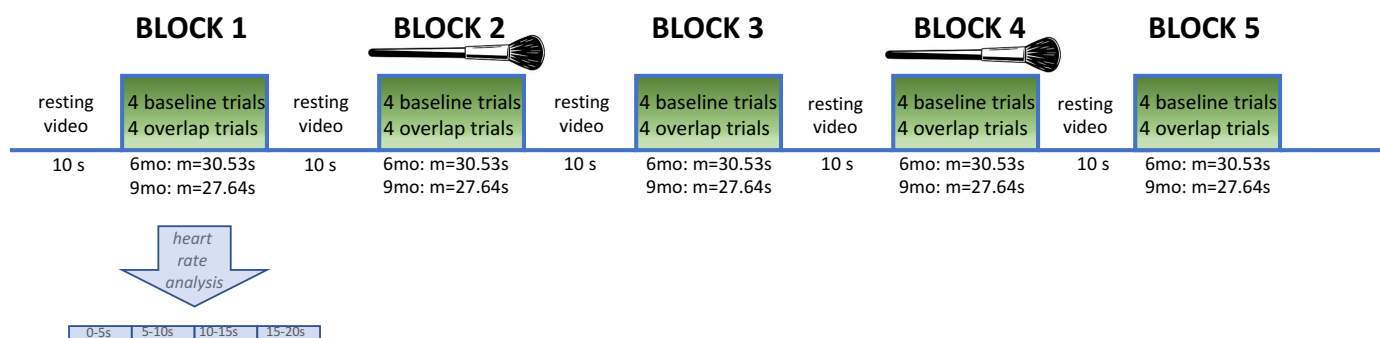 BLOCK 1 BLOCK 2 BLOCK 3 BLOCK 4 BLOCK 5
resting 4 baseline trials resting 4 baseline trials resting 4 baseline trials resting 4 baseline trials resting 4 baseline trials
video 4 overlap trials video 4 overlap trials video 4 overlap trials video 4 overlap trials video 4 overlap trials
10 s 6mo: m=30.53s 10 s 6mo: m=30.53s 10 s 6mo: m=30.53s 10 s 6mo: m=30.53s 10 s 6mo: m=30.53s
9mo: m=27.64s 9mo: m=27.64s 9mo: m=27.64s 9mo: m=27.64s 9mo: m=27.64s
heart
rate
analysis
0-5s 5-10s 10-15s 15-20s